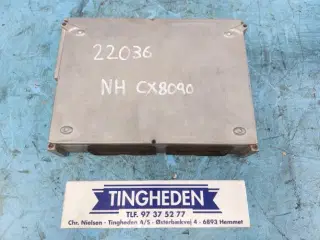 22036
NH CX8090
TINGHEDEN
TLF. 97 37 52 77
Chr. Nielsen - Tingheden A/S - Østerbækvej 4 - 6893 Hemmet